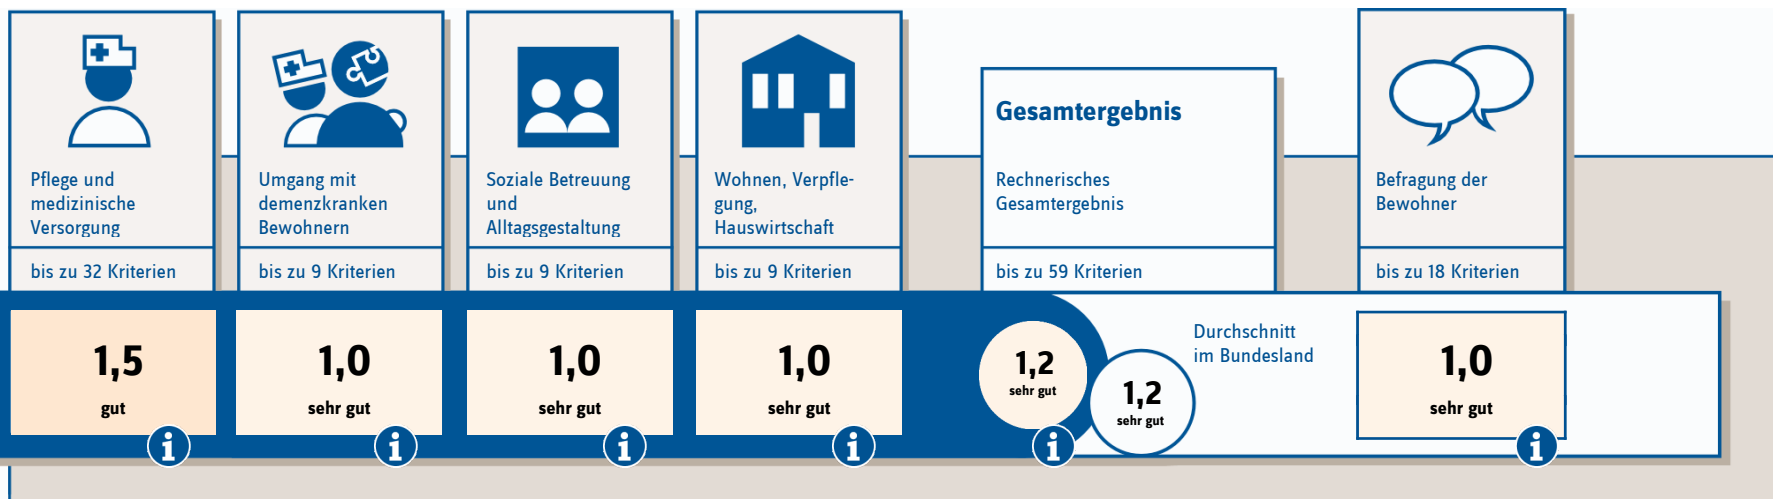 Pflege und
medizinische
Versorgung
bis zu 32 Kriterien
1,5
gut
Umgang mit
demenzkranken
Bewohnern
bis zu 9 Kriterien
1,0
sehr gut
Soziale Betreuung
und
Alltagsgestaltung
bis zu 9 Kriterien
1,0
sehr gut
Wohnen, Verpfle-
gung,
Hauswirtschaft
bis zu 9 Kriterien
1,0
sehr gut
Gesamtergebnis
Rechnerisches
Gesamtergebnis
bis zu 59 Kriterien
1,2
sehr gut
1,2
sehr gut
Durchschnitt
im Bundesland
Befragung der
Bewohner
bis zu 18 Kriterien
1,0
sehr gut